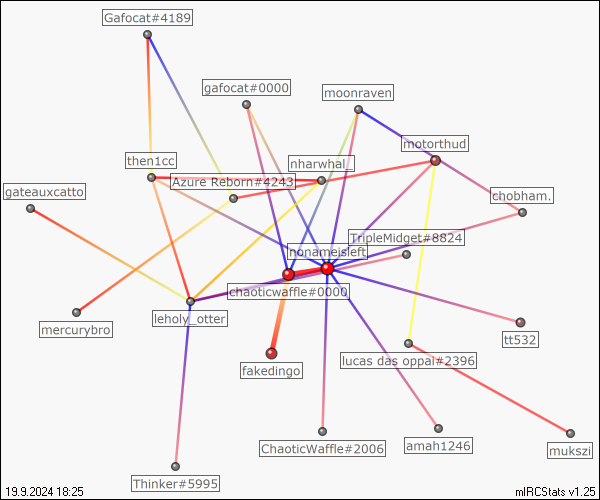 Gafocat#4189
gafocat#0000
moonraven
motorthud
then1cc
nharwhal_
Azure Reborn#4243
gateauxcatto
chobham.
TripleMidget#8824
nonameisleft
chaoticwaffle#0000
leholy_otter
mercurybro
tt532
lucas das oppai#2396
fakedingo
ChaoticWaffle#2006
amah1246
mukszi
Thinker#5995
19.9.2024 18:25
mIRCStats v1.25